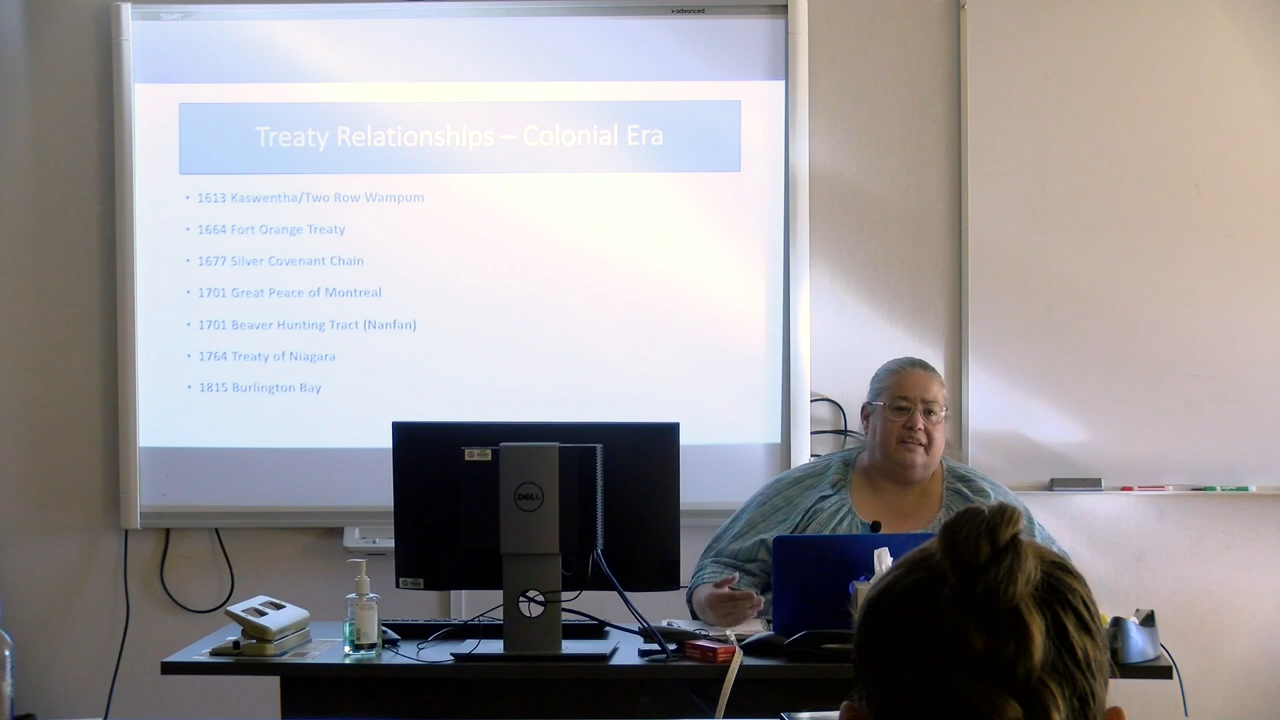 advanced
Treaty Relationships – Colonial Era
• 1613 Kaswentha/Two Row Wampum
• 1664 Fort Orange Treaty
• 1677 Silver Covenant Chain
• 1701 Great Peace of Montreal
• 1701 Beaver Hunting Tract (Nanfan)
• 1764 Treaty of Niagara
• 1815 Burlington Bay
DELL